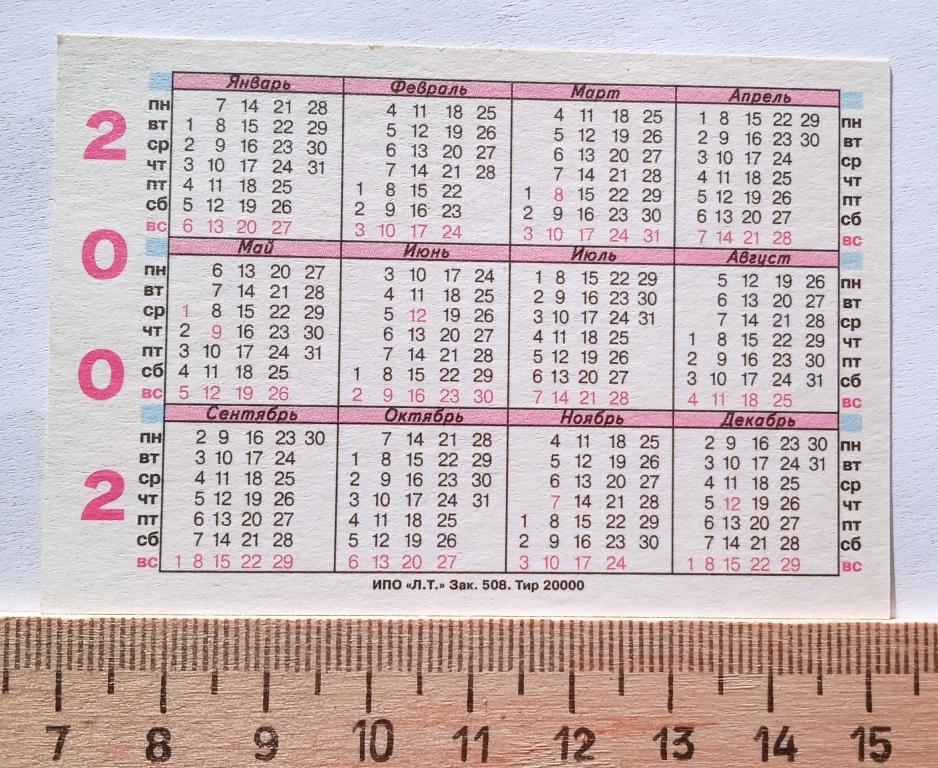 2002
Январь Февраль Март Апрель
пн 7 14 21 28 4 11 18 25 4 11 18 25 1 8 15 22 29 пн
вт 1 8 15 22 29 5 12 19 26 5 12 19 26 2 9 16 23 30 вт
ср 2 9 16 23 30 6 13 20 27 6 13 20 27 3 10 17 24 ср
чт 3 10 17 24 31 7 14 21 28 7 14 21 28 4 11 18 25 чт
пт 4 11 18 25 1 8 15 22 1 8 15 22 29 5 12 19 26 пт
сб 5 12 19 26 2 9 16 23 2 9 16 23 30 6 13 20 27 сб
вс 6 13 20 27 3 10 17 24 3 10 17 24 31 7 14 21 28 вс
Май Июнь Июль Август
пн 6 13 20 27 3 10 17 24 1 8 15 22 29 5 12 19 26 пн
вт 7 14 21 28 4 11 18 25 2 9 16 23 30 6 13 20 27 вт
ср 1 8 15 22 29 5 12 19 26 3 10 17 24 31 7 14 21 28 ср
чт 2 9 16 23 30 6 13 20 27 4 11 18 25 1 8 15 22 29 чт
пт 3 10 17 24 31 7 14 21 28 5 12 19 26 2 9 16 23 30 пт
сб 4 11 18 25 1 8 15 22 29 6 13 20 27 3 10 17 24 31 сб
вс 5 12 19 26 2 9 16 23 30 7 14 21 28 4 11 18 25 вс
Сентябрь Октябрь Ноябрь Декабрь
пн 2 9 16 23 30 7 14 21 28 4 11 18 25 2 9 16 23 30 пн
вт 3 10 17 24 1 8 15 22 29 5 12 19 26 3 10 17 24 31 вт
ср 4 11 18 25 2 9 16 23 30 6 13 20 27 4 11 18 25 ср
чт 5 12 19 26 3 10 17 24 31 7 14 21 28 5 12 19 26 чт
пт 6 13 20 27 4 11 18 25 1 8 15 22 29 6 13 20 27 пт
сб 7 14 21 28 5 12 19 26 2 9 16 23 30 7 14 21 28 сб
вс 1 8 15 22 29 6 13 20 27 3 10 17 24 1 8 15 22 29 вс
ИПО «Л.Т.» Зак. 508. Тир 20000
7 8 9 10 11 12 13 14 15